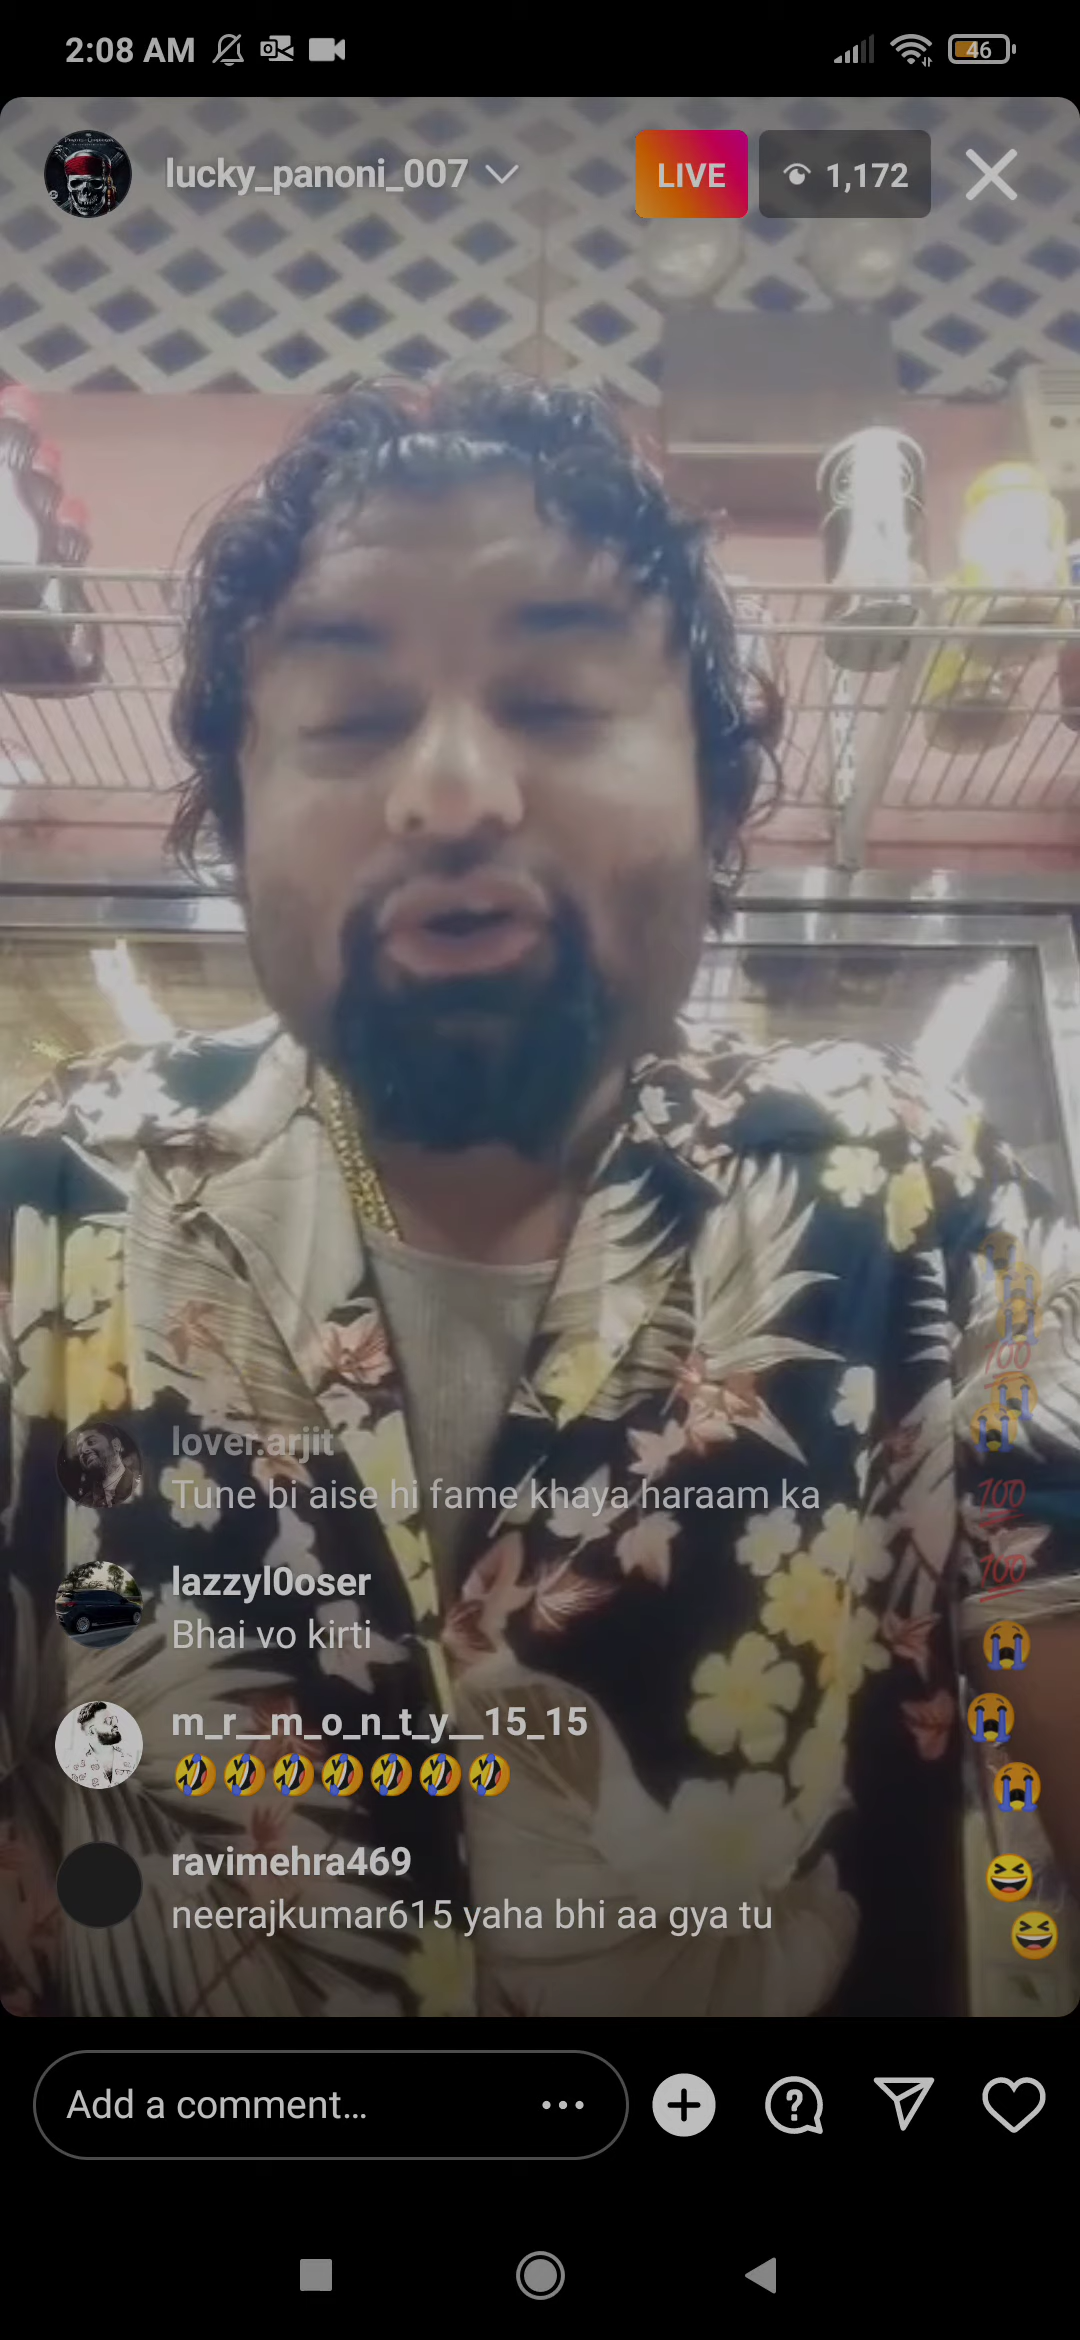 2:08 AM
46
lucky_panoni_007
LIVE
1,172
lover.arjit
Tune bi aise hi fame khaya haraam ka
lazzyl0oser
Bhai vo kirti
m_r__m_o_n_t_y__15_15
🤣🤣🤣🤣🤣🤣🤣
ravimehra469
neerajkumar615 yaha bhi aa gya tu
Add a comment...